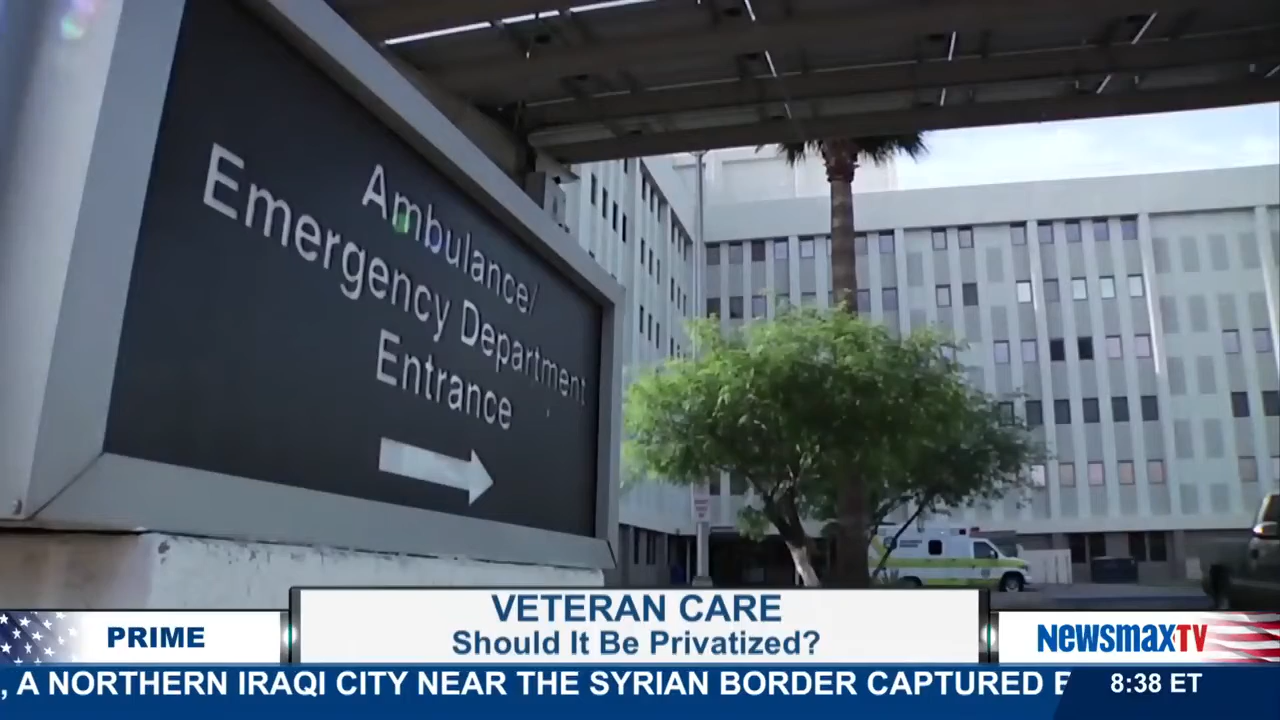 Ambulance/
Emergency Department
Entrance
VETERAN CARE
Should It Be Privatized?
PRIME
NEWSMAXTV
, A NORTHERN IRAQI CITY NEAR THE SYRIAN BORDER CAPTURED
8:38 ET